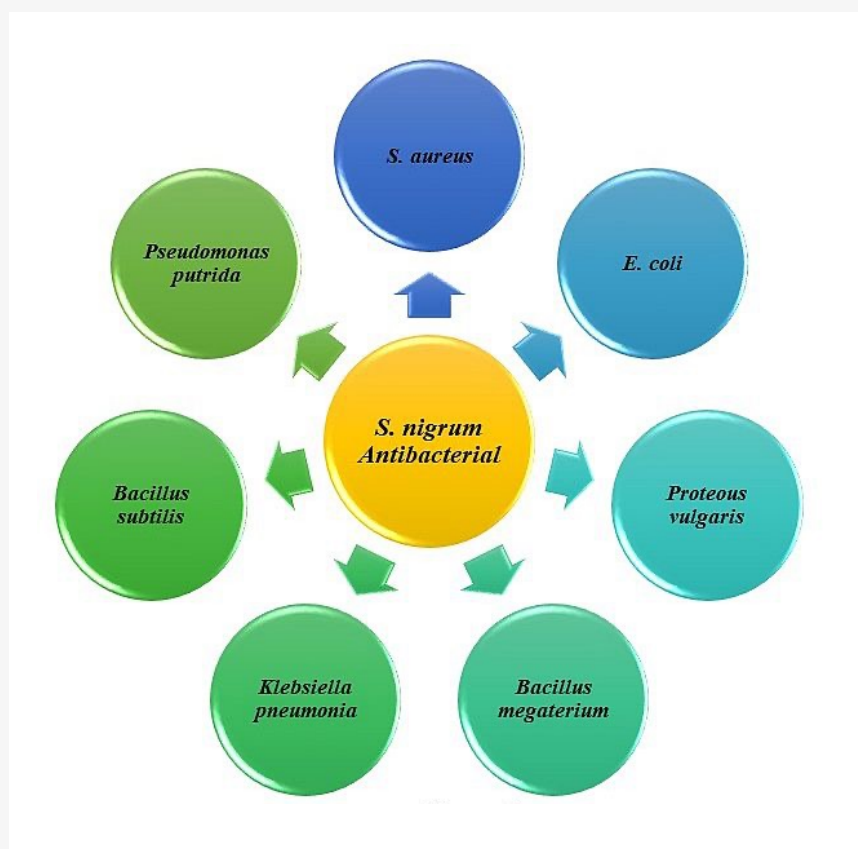 S. aureus
E. coli
Proteous
vulgaris
Bacillus
megaterium
Klebsiella
pneumonia
Bacillus
subtilis
Pseudomonas
putrida
S. nigrum
Antibacterial